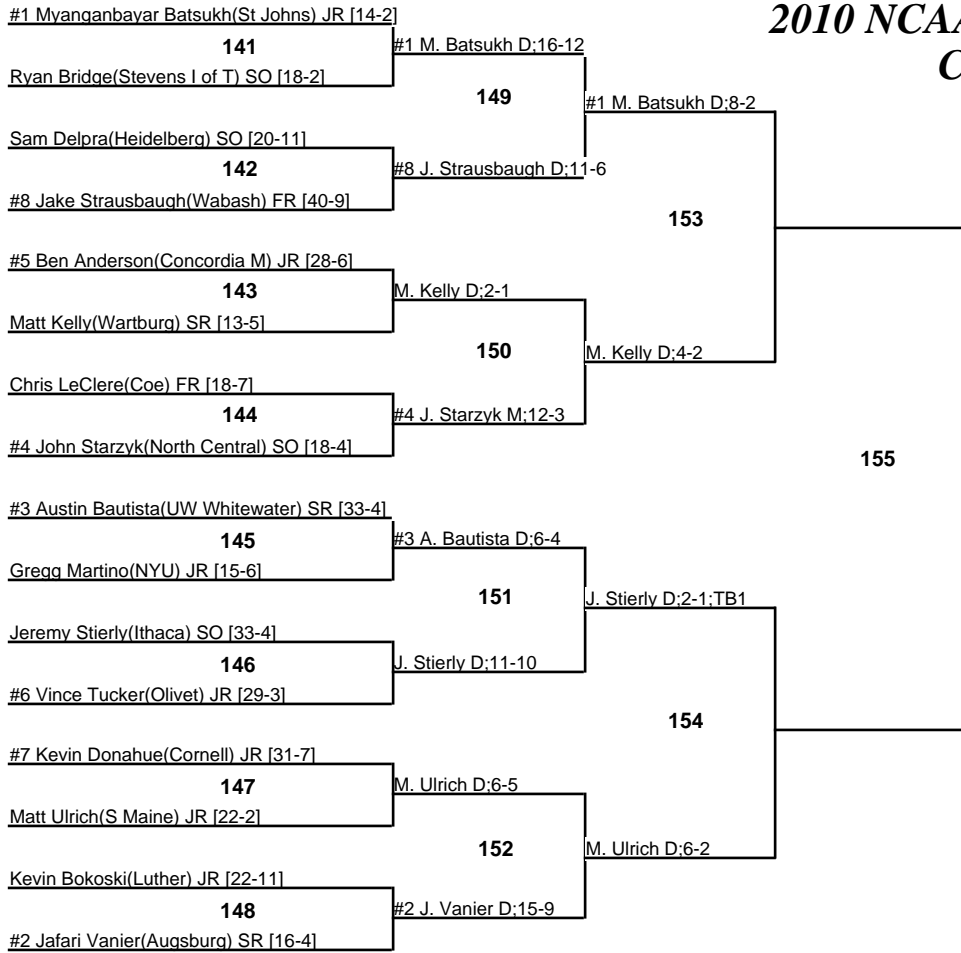 #1 Myanganbayar Batsukh(St Johns) JR [14-2]
2010 NCAA
141
#1 M. Batsukh D;16-12
Ryan Bridge(Stevens I of T) SO [18-2]
C
149
#1 M. Batsukh D;8-2
Sam Delpra(Heidelberg) SO [20-11]
142
#8 J. Strausbaugh D;11-6
#8 Jake Strausbaugh(Wabash) FR [40-9]
153
#5 Ben Anderson(Concordia M) JR [28-6]
143
M. Kelly D;2-1
Matt Kelly(Wartburg) SR [13-5]
150
M. Kelly D;4-2
Chris LeClere(Coe) FR [18-7]
144
#4 J. Starzyk M;12-3
#4 John Starzyk(North Central) SO [18-4]
155
#3 Austin Bautista(UW Whitewater) SR [33-4]
145
#3 A. Bautista D;6-4
Gregg Martino(NYU) JR [15-6]
151
J. Stierly D;2-1;TB1
Jeremy Stierly(Ithaca) SO [33-4]
146
J. Stierly D;11-10
#6 Vince Tucker(Olivet) JR [29-3]
154
#7 Kevin Donahue(Cornell) JR [31-7]
147
M. Ulrich D;6-5
Matt Ulrich(S Maine) JR [22-2]
152
M. Ulrich D;6-2
Kevin Bokoski(Luther) JR [22-11]
148
#2 J. Vanier D;15-9
#2 Jafari Vanier(Augsburg) SR [16-4]